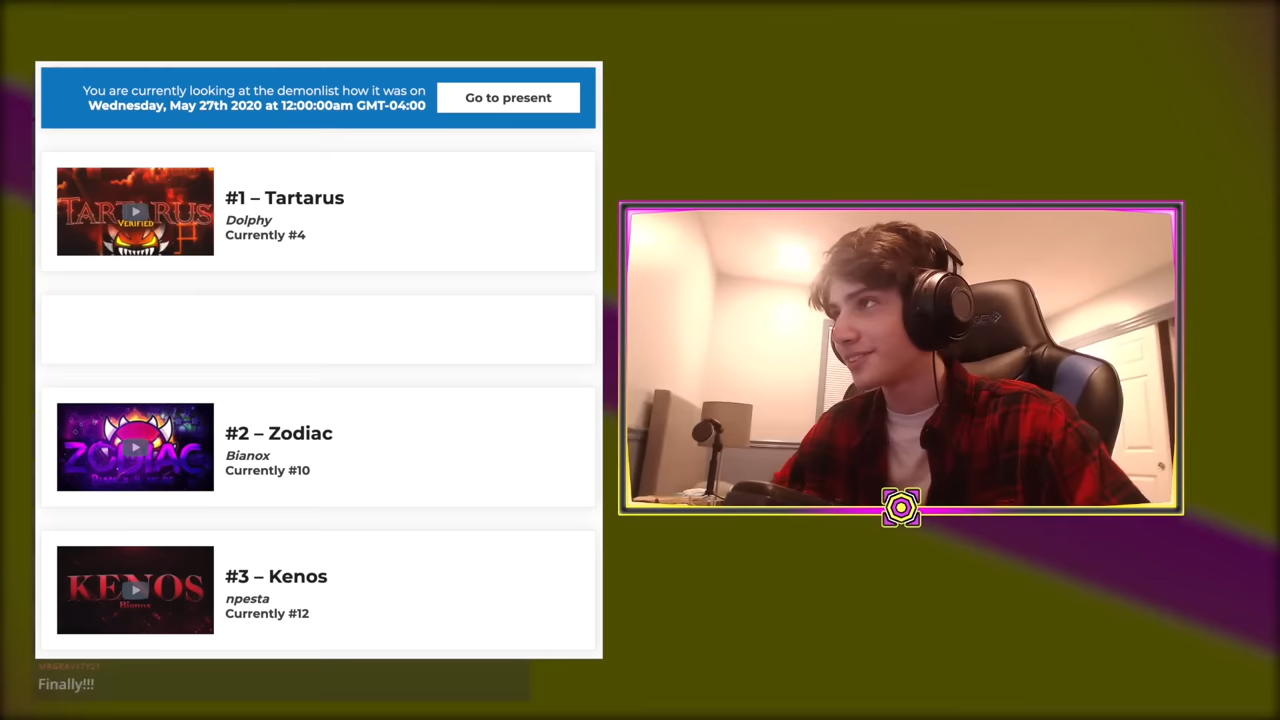 You are currently looking at the demonlist how it was on
Wednesday, May 27th 2020 at 12:00:00am GMT-04:00
Go to present
TARTARUS
VERIFIED
#1 – Tartarus
Dolphy
Currently #4
ZODIAC
#2 – Zodiac
Bianox
Currently #10
KENOS
Bianox
#3 – Kenos
npesta
Currently #12
MRGRAVITY21
Finally!!!